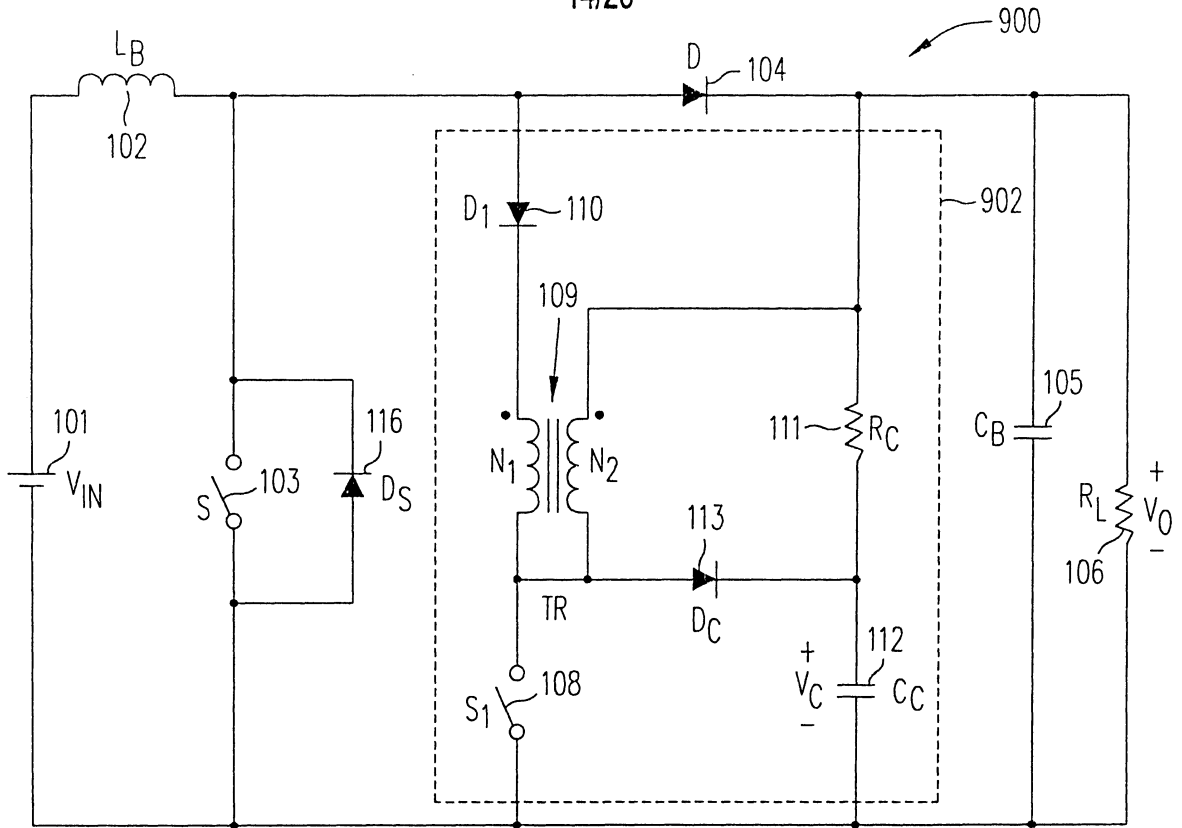 14/20
900
L_B
102
D
104
902
D_1
110
109
101
V_IN
S
103
116
D_S
N_1
N_2
111
R_C
C_B
105
R_L
106
+
V_O
-
113
D_C
TR
S_1
108
+
V_C
-
112
C_C